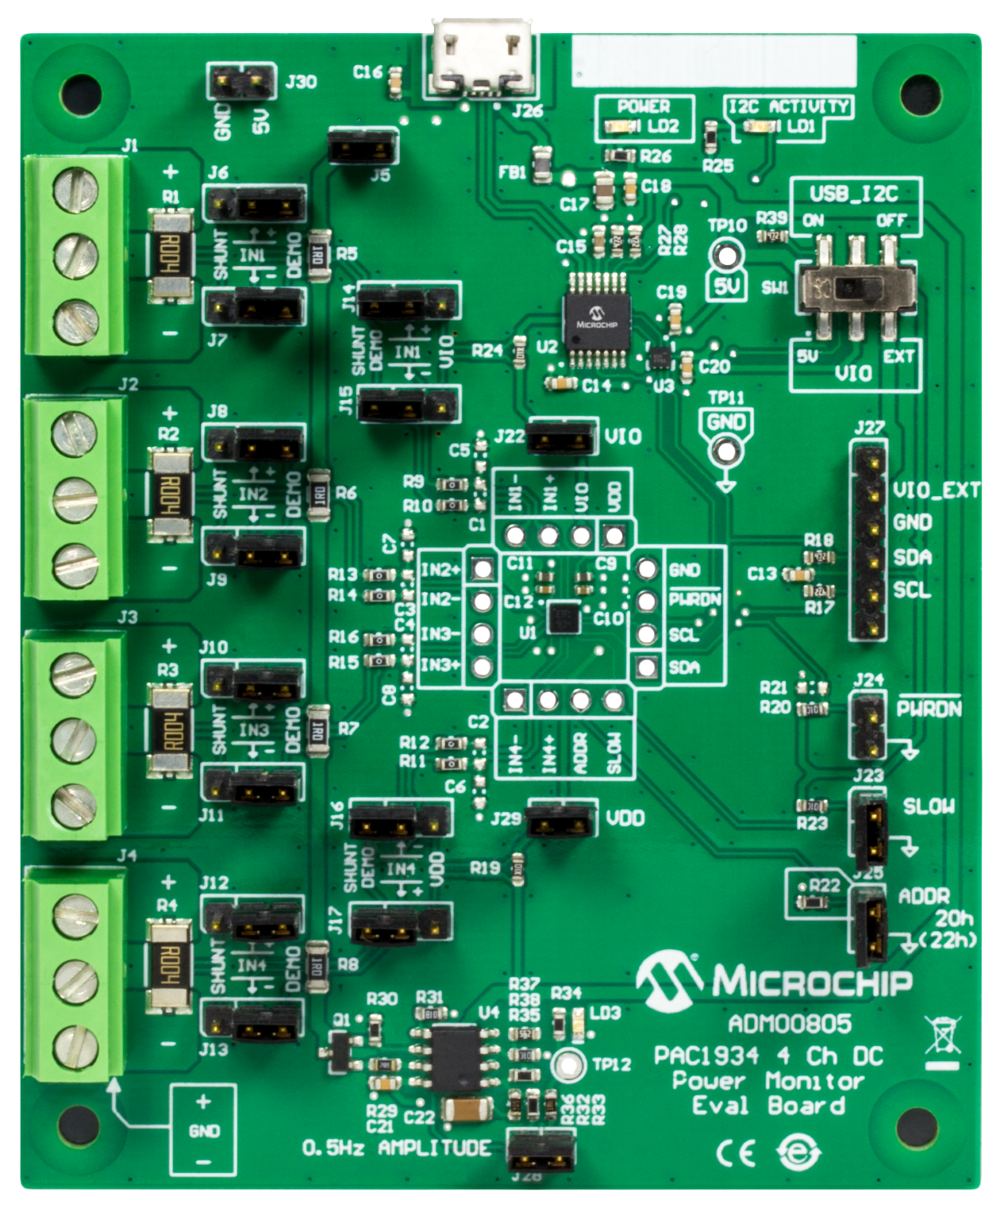 C16
J30
GND
5V
J26
POWER
LD2
I2C ACTIVITY
LD1
R26
R25
J1
+
R1
R004
-
J6
SHUNT
IN1
DEMO
J7
J5
R5
1R0
FB1
C17
C18
C15
R27
R28
TP10
5V
R39
USB_I2C
ON OFF
SW1
5V EXT
VIO
J14
SHUNT
DEMO
IN1
VIO
J15
R24
U2
MICROCHIP
C14
C19
U3
C20
TP11
GND
J2
+
R2
R004
-
J8
SHUNT
IN2
DEMO
J9
R6
1R0
J22
VIO
C5
R9
R10
C1
IN1-
IN1+
VIO
VDD
J27
VIO_EXT
GND
SDA
SCL
R18
C13
R17
C7
R13
R14
C3
C4
R16
R15
C8
IN2+
IN2-
IN3-
IN3+
C11
C12
U1
C9
C10
GND
PWRDN
SCL
SDA
J3
+
R3
R004
-
J10
SHUNT
IN3
DEMO
J11
R7
1R0
C2
R12
R11
C6
IN4-
IN4+
ADDR
SLOW
R21
R20
J24
PWRDN
J23
SLOW
R23
J16
SHUNT
DEMO
IN4
VDD
J17
J29
VDD
R19
J25
R22
ADDR
20h
(22h)
J4
+
R4
R004
-
J12
SHUNT
IN4
DEMO
J13
R8
1R0
MICROCHIP
ADM00805
PAC1934 4 Ch DC
Power Monitor
Eval Board
CE
R30
R31
U4
Q1
R37
R38
R35
R34
LD3
TP12
R29
C21
C22
R36
R32
R33
0.5Hz AMPLITUDE
J28
+
GND
-